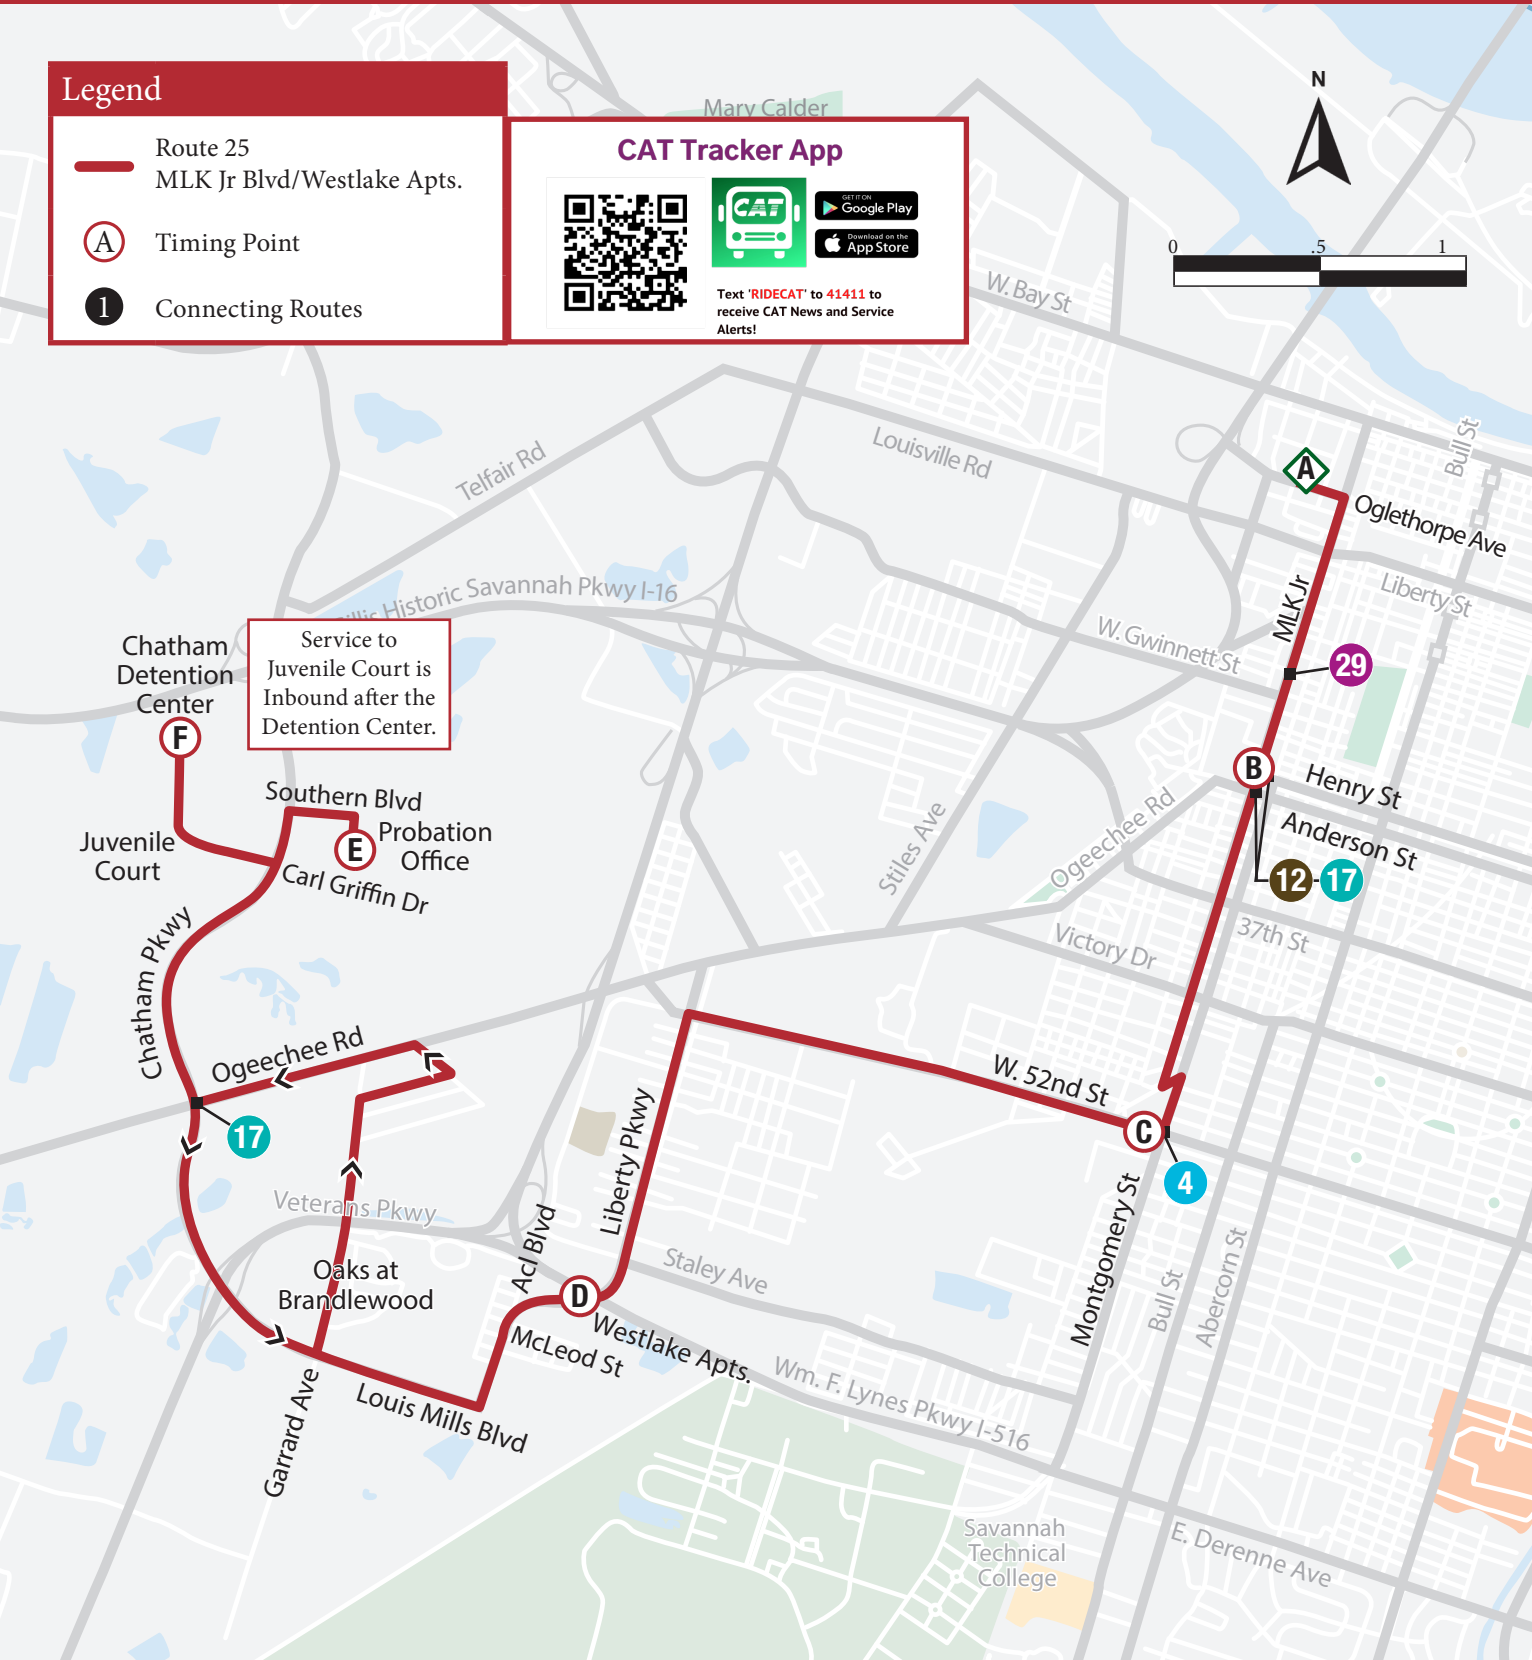 Legend
Route 25
MLK Jr Blvd/Westlake Apts.
A
Timing Point
1
Connecting Routes
Mary Calder
CAT Tracker App
CAT
GET IT ON
Google Play
Download on the
App Store
Text 'RIDECAT' to 41411 to
receive CAT News and Service
Alerts!
N
0 .5 1
W. Bay St
Bull St
Louisville Rd
Telfair Rd
A
Oglethorpe Ave
Liberty St
MLK Jr
W. Gwinnett St
29
illis Historic Savannah Pkwy I-16
Service to
Juvenile Court is
Inbound after the
Detention Center.
Chatham
Detention
Center
F
B
Henry St
Anderson St
12
17
37th St
Southern Blvd
Probation
Office
E
Juvenile
Court
Carl Griffin Dr
Stiles Ave
Ogeechee Rd
Victory Dr
Chatham Pkwy
Ogeechee Rd
17
W. 52nd St
C
4
Liberty Pkwy
Veterans Pkwy
Acl Blvd
Oaks at
Brandlewood
D
Staley Ave
Westlake Apts.
McLeod St
Montgomery St
Bull St
Abercorn St
Louis Mills Blvd
Garrard Ave
Wm. F. Lynes Pkwy I-516
Savannah
Technical
College
E. Derenne Ave